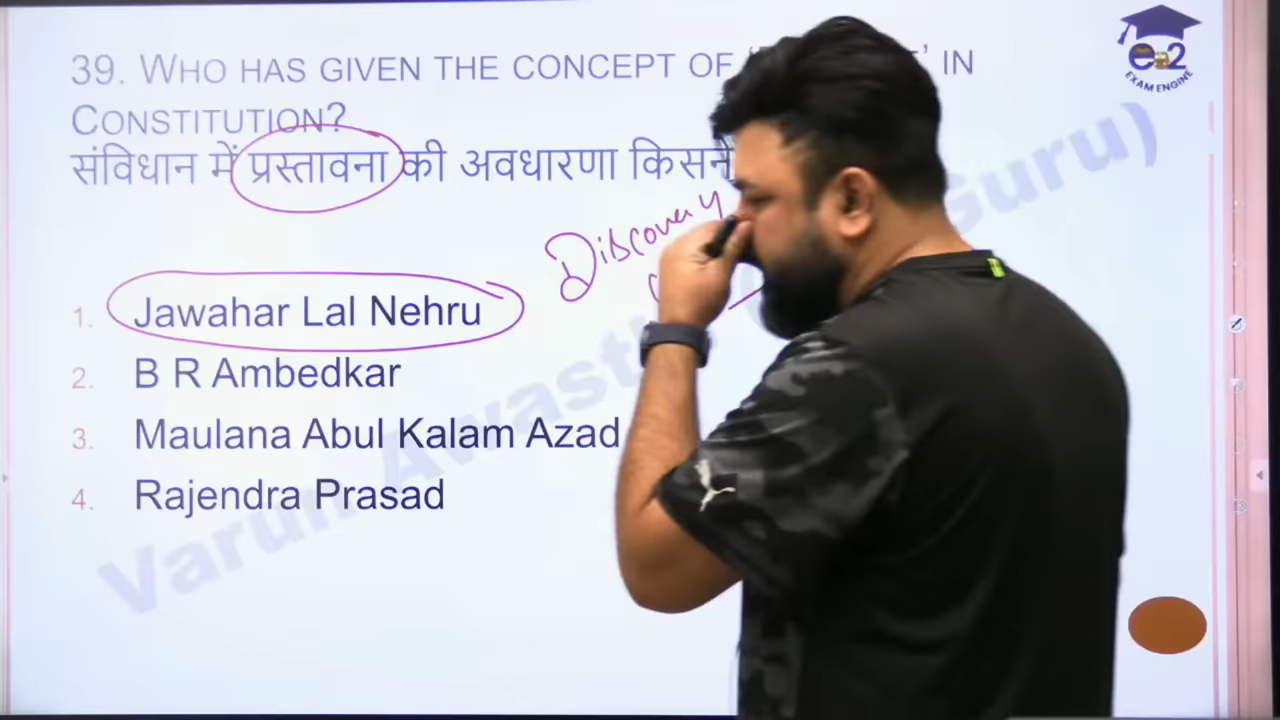 39. WHO HAS GIVEN THE CONCEPT OF ' ' IN
CONSTITUTION?
संविधान में प्रस्तावना की अवधारणा किसने
Discovery
1. Jawahar Lal Nehru
2. B R Ambedkar
3. Maulana Abul Kalam Azad
4. Rajendra Prasad
Varun Awasthi Guru)
e2
EXAM ENGINE